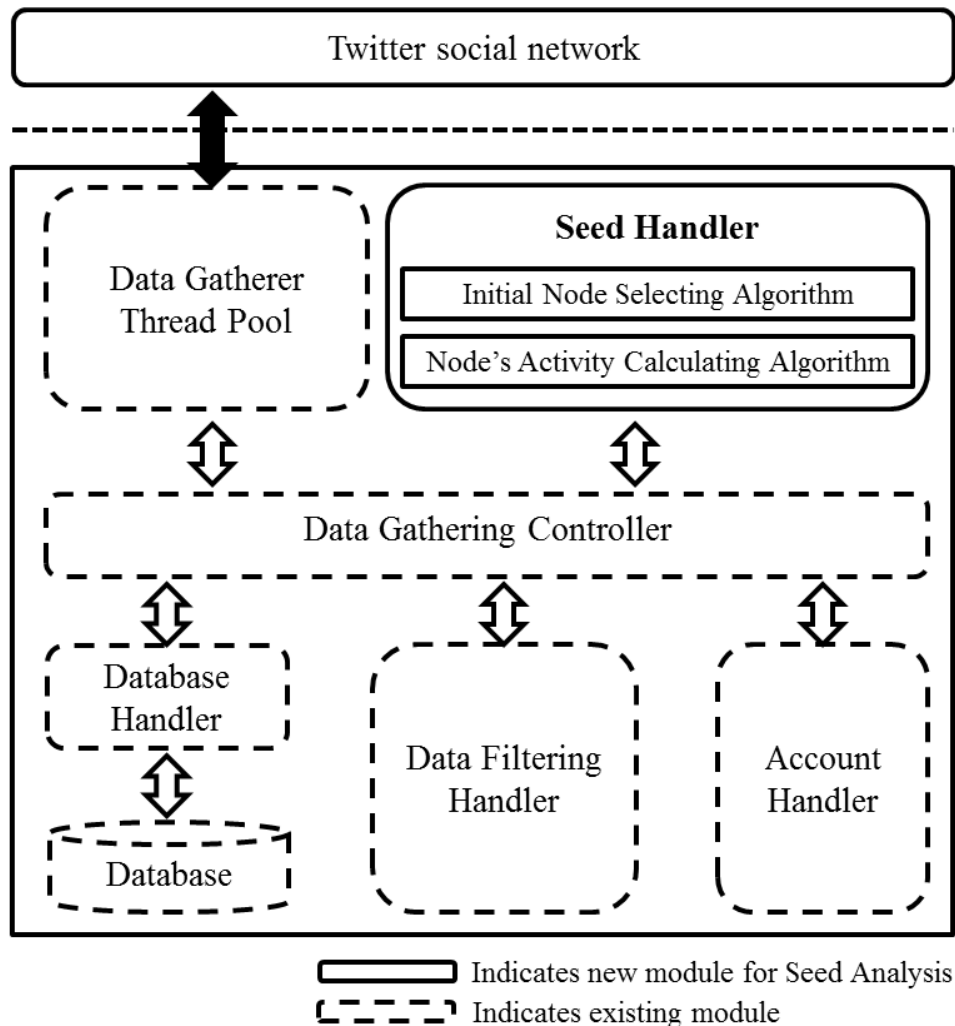 Twitter social network
Data Gatherer
Thread Pool
Seed Handler
Initial Node Selecting Algorithm
Node's Activity Calculating Algorithm
Data Gathering Controller
Database
Handler
Data Filtering
Handler
Account
Handler
Database
Indicates new module for Seed Analysis
Indicates existing module